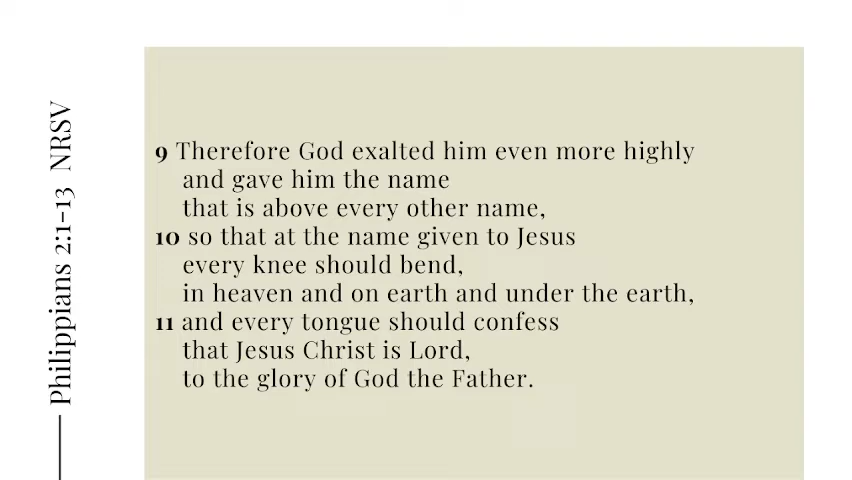 Philippians 2:1-13 NRSV
9 Therefore God exalted him even more highly
and gave him the name
that is above every other name,
10 so that at the name given to Jesus
every knee should bend,
in heaven and on earth and under the earth,
11 and every tongue should confess
that Jesus Christ is Lord,
to the glory of God the Father.